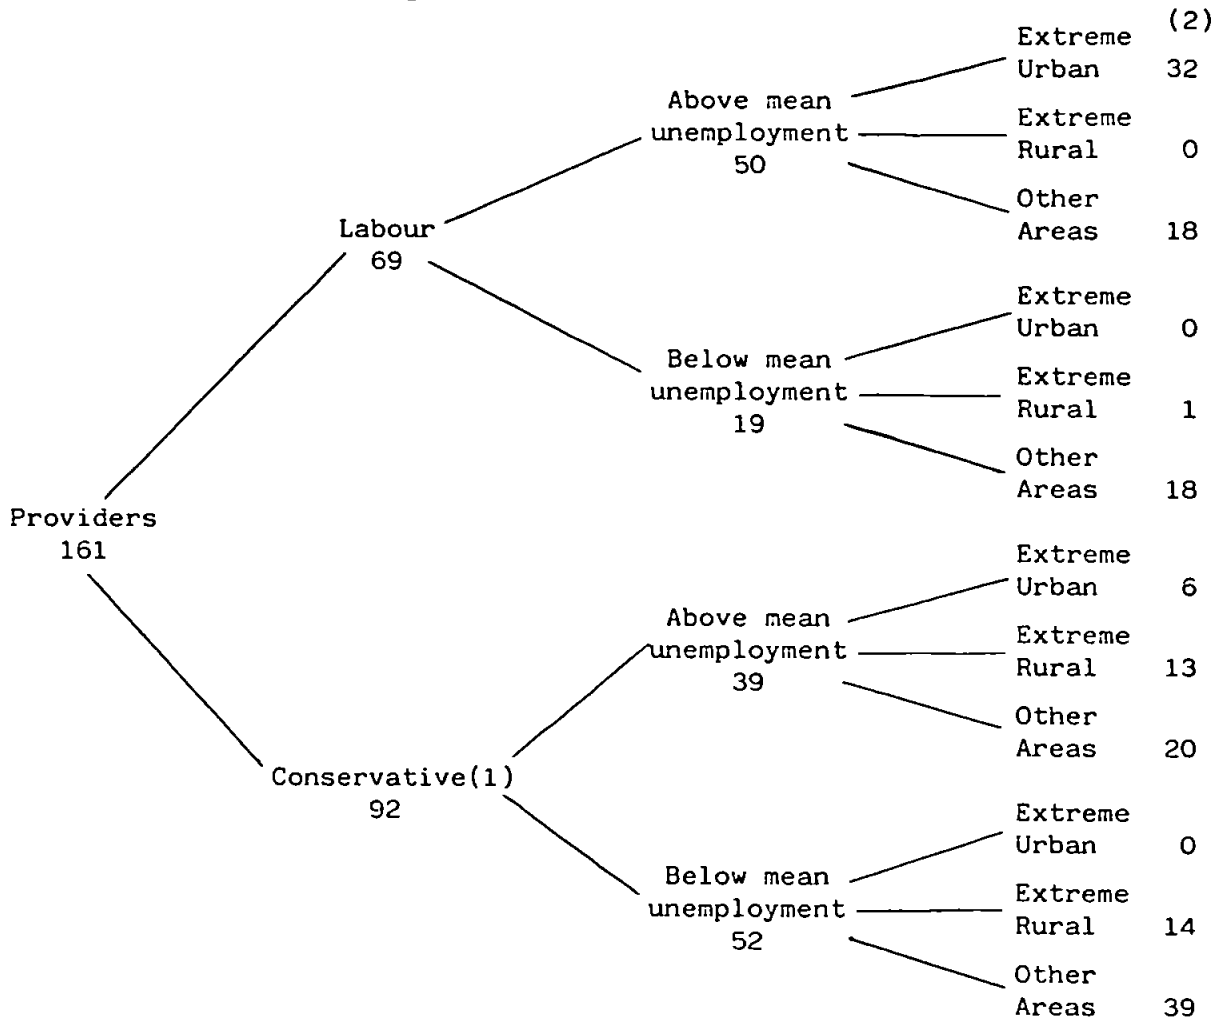 (2)
Extreme
Urban 32
Above mean
unemployment
50
Extreme
Rural 0
Other
Areas 18
Labour
69
Extreme
Urban 0
Below mean
unemployment
19
Extreme
Rural 1
Other
Areas 18
Providers
161
Extreme
Urban 6
Above mean
unemployment
39
Extreme
Rural 13
Other
Areas 20
Conservative(1)
92
Extreme
Urban 0
Below mean
unemployment
52
Extreme
Rural 14
Other
Areas 39